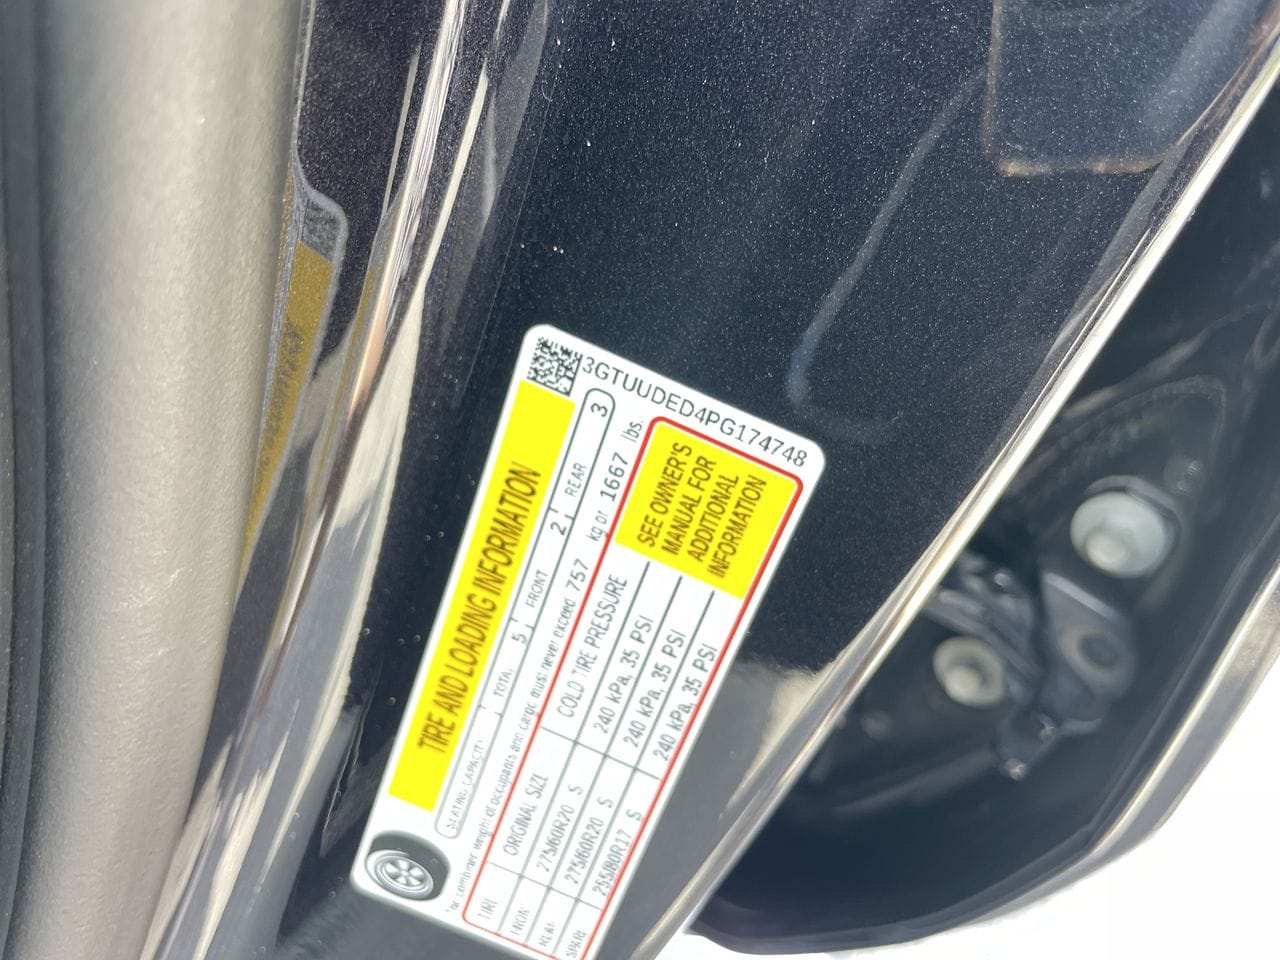 3GTUUDED4PG174748
TIRE AND LOADING INFORMATION
SEATING CAPACITY TOTAL 5 FRONT 2 REAR 3
The combined weight of occupants and cargo must never exceed 757 kg or 1667 lbs.
TIRE ORIGINAL SIZE COLD TIRE PRESSURE
FRONT 275/60R20 S 240 kPa, 35 PSI
REAR 275/60R20 S 240 kPa, 35 PSI
SPARE 255/80R17 S 240 kPa, 35 PSI
SEE OWNER'S
MANUAL FOR
ADDITIONAL
INFORMATION